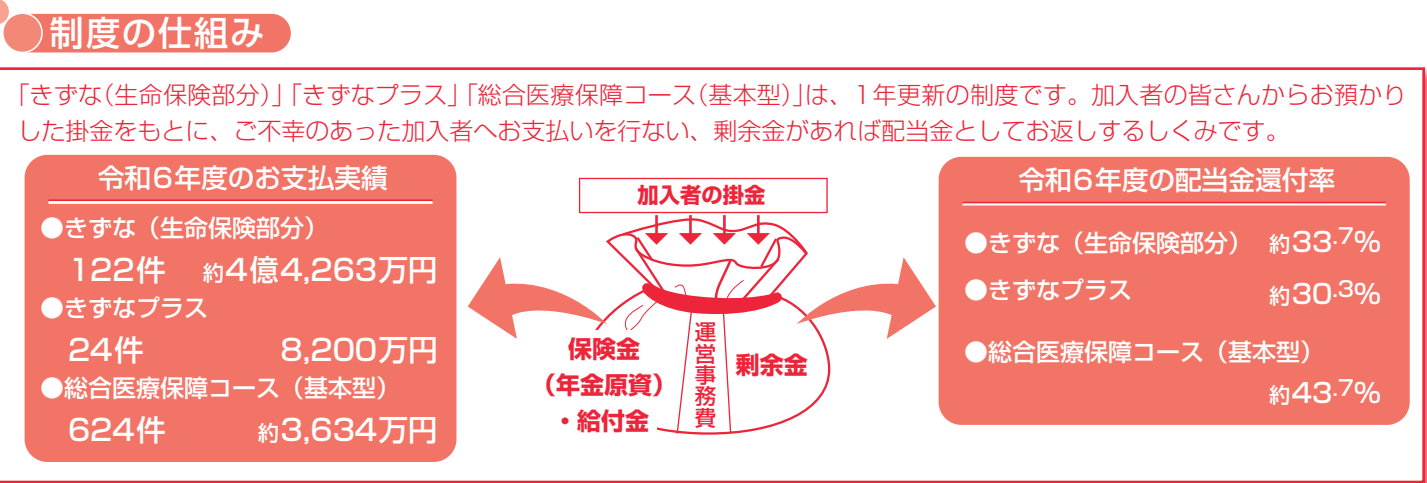 制度の仕組み
「きずな(生命保険部分)」「きずなプラス」「総合医療保障コース(基本型)」は、1年更新の制度です。加入者の皆さんからお預かり
した掛金をもとに、ご不幸のあった加入者へお支払いを行ない、剰余金があれば配当金としてお返しするしくみです。
令和6年度のお支払実績
●きずな（生命保険部分）
122件 約4億4,263万円
●きずなプラス
24件 8,200万円
●総合医療保障コース（基本型）
624件 約3,634万円
加入者の掛金
保険金
（年金原資）
・給付金
運営事務費
剰余金
令和6年度の配当金還付率
●きずな（生命保険部分） 約33.7%
●きずなプラス 約30.3%
●総合医療保障コース（基本型）
約43.7%